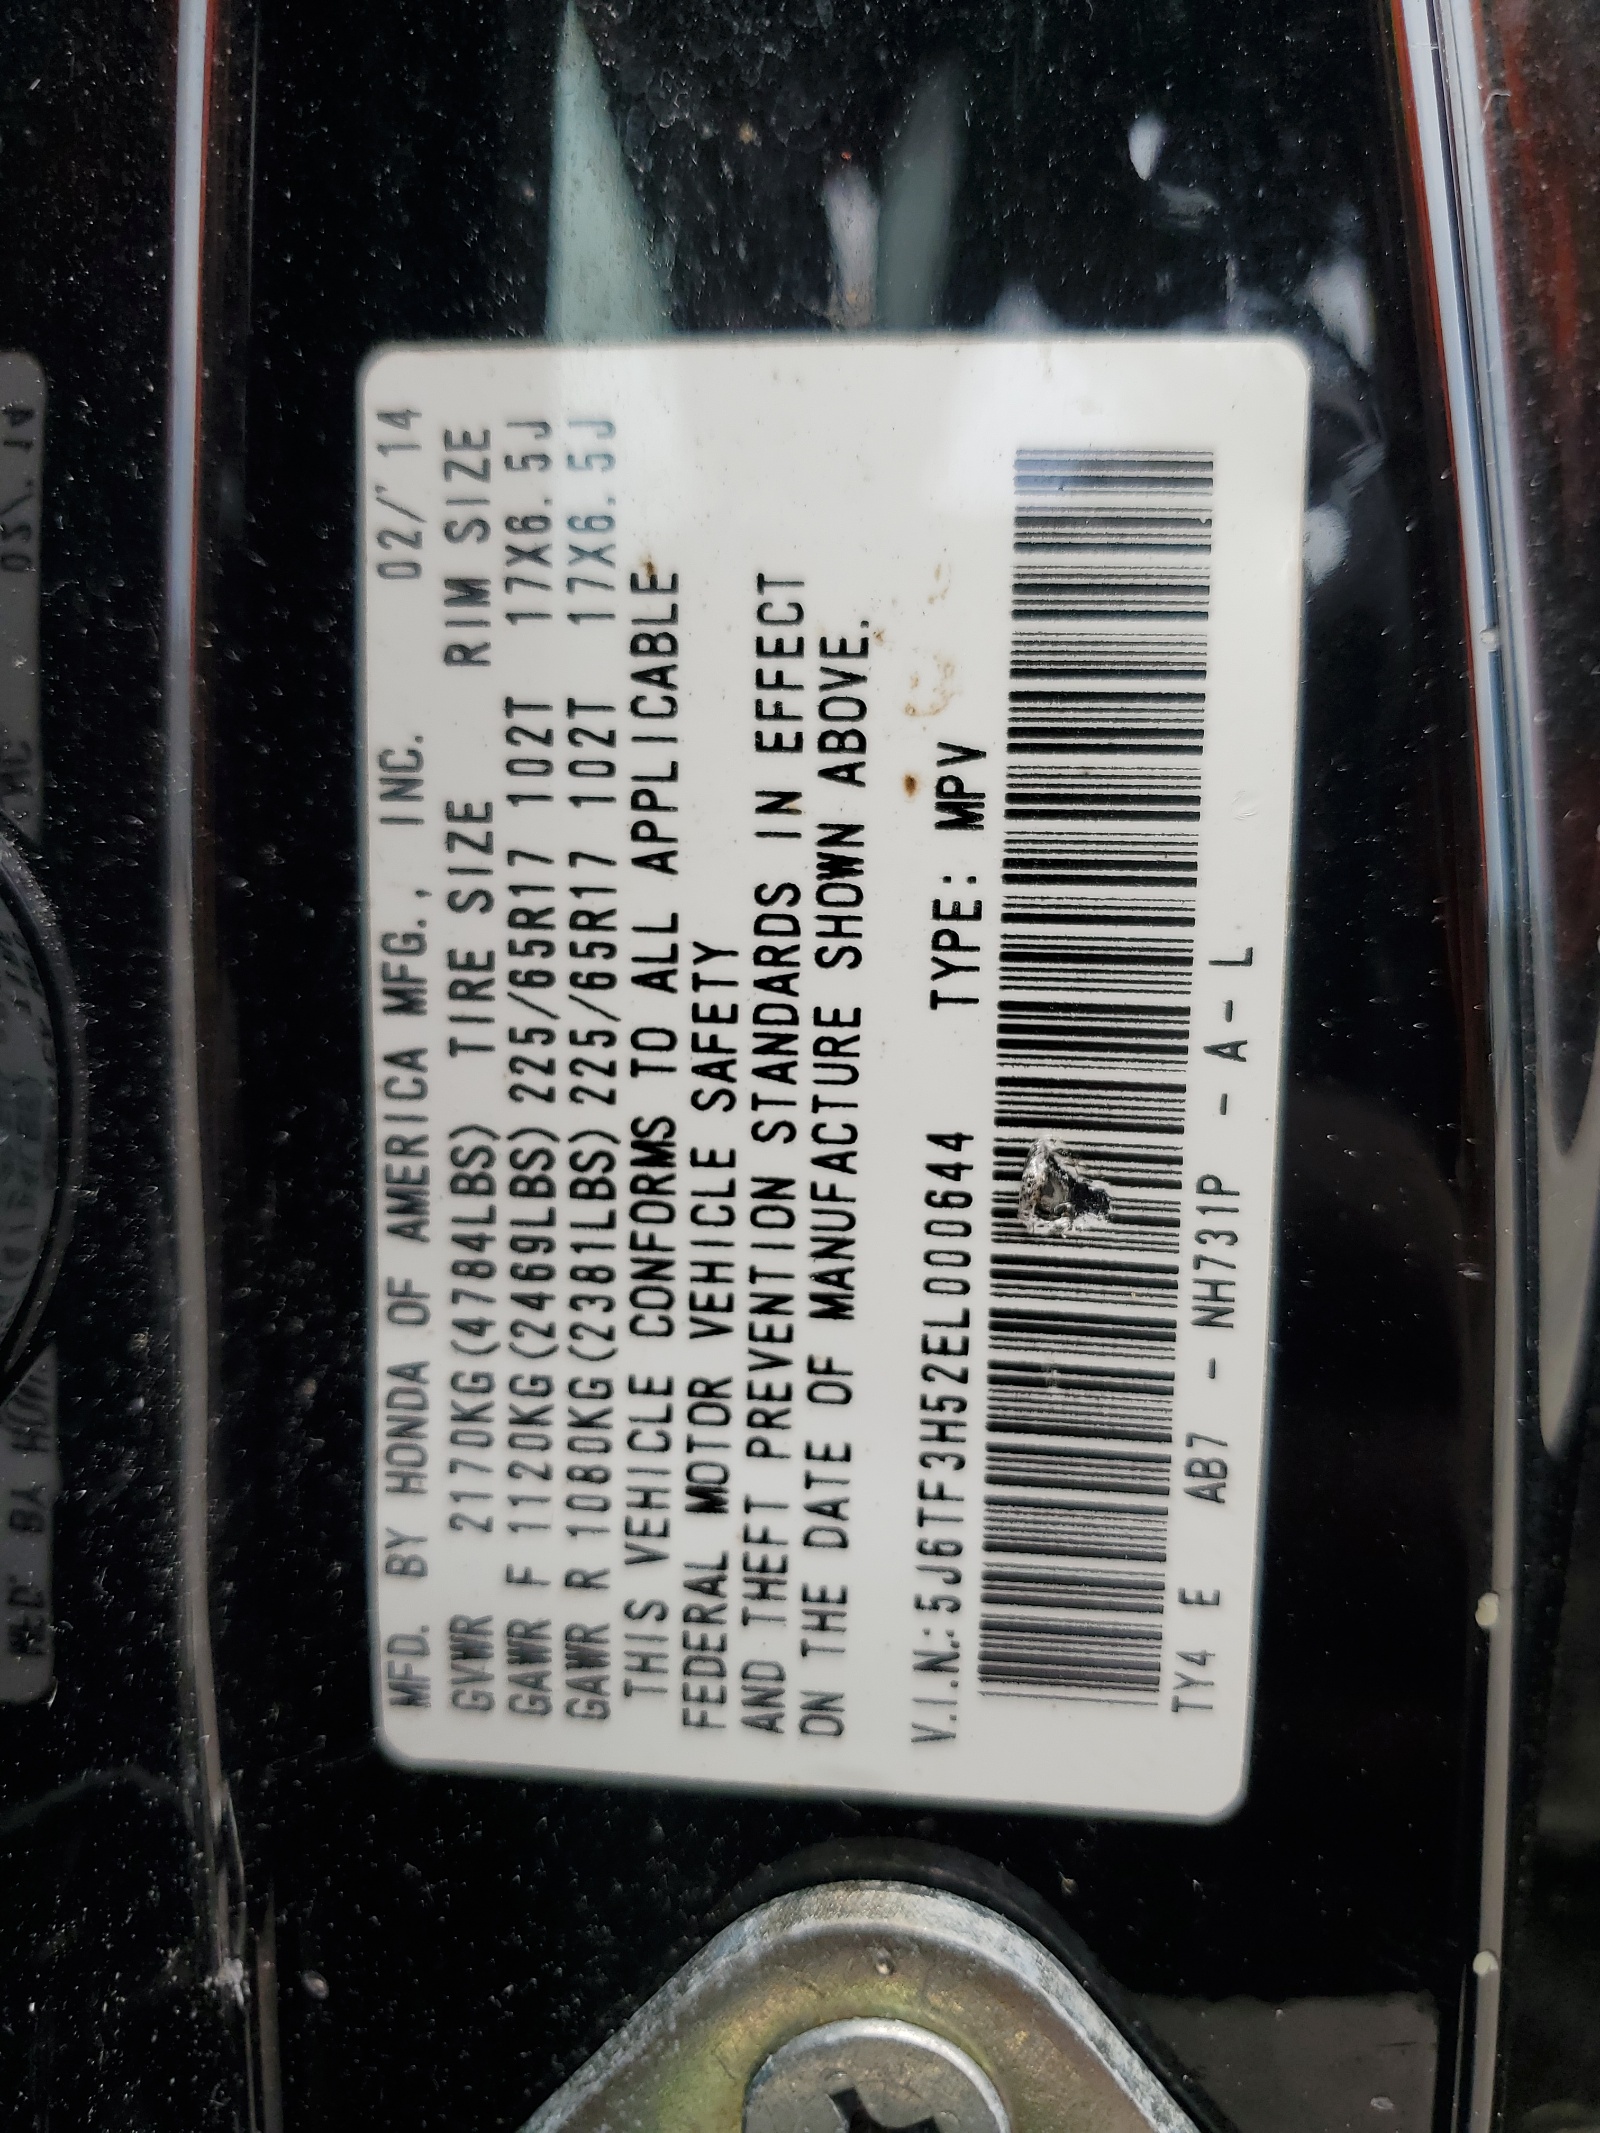 MFD. BY HONDA OF AMERICA MFG., INC. 02/'14
GVWR 2170KG(4784LBS) TIRE SIZE RIM SIZE
GAWR F 1120KG(2469LBS) 225/65R17 102T 17X6.5J
GAWR R 1080KG(2381LBS) 225/65R17 102T 17X6.5J
THIS VEHICLE CONFORMS TO ALL APPLICABLE
FEDERAL MOTOR VEHICLE SAFETY
AND THEFT PREVENTION STANDARDS IN EFFECT
ON THE DATE OF MANUFACTURE SHOWN ABOVE.
V.I.N.:5J6TF3H52EL00644 TYPE: MPV
TY4 E AB7 - NH731P - A- L